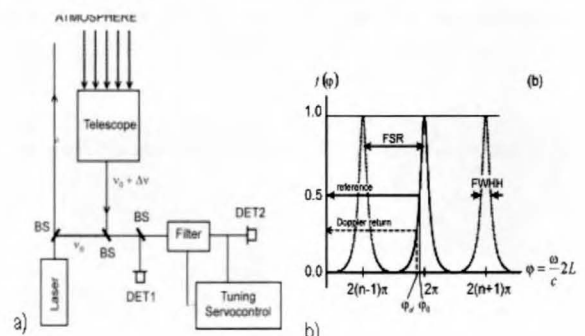 ATMOSPHERE
Telescope
ν₀ + Δν
BS
ν₀
BS
BS
Filter
DET2
DET1
Laser
Tuning
Servocontrol
a)
f(φ)
(b)
1.0
FSR
reference
FWHH
0.5
Doppler return
0.0
2(n-1)π
φd
φ0
2π
2(n+1)π
φ = ω/c 2L
b)